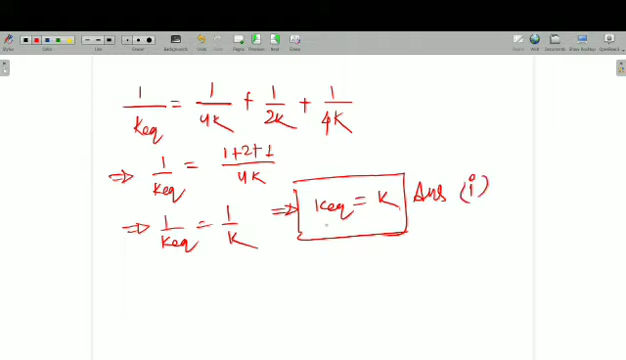 1/Keq = 1/4K + 1/2K + 1/4K
⇒ 1/Keq = 1+2+1/4K
⇒ 1/Keq = 1/K ⇒ Keq = K Ans (i)